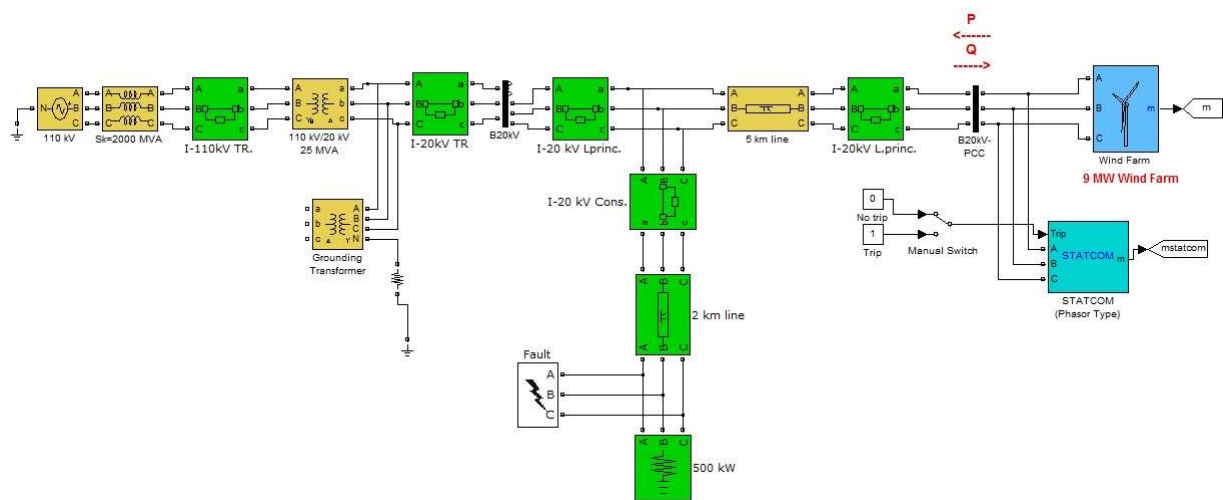 P
<------
Q
------>
A
B
C
N
110 kV
A
B
C
A
B
C
Sk=2000 MVA
A
B
C
a
b
c
I-110kV TR.
A
B
C
a
b
c
110 kV/20 kV
25 MVA
A
B
C
a
b
c
I-20kV TR
B20kV
A
B
C
a
b
c
I-20 kV Lprinc.
A
B
C
A
B
C
5 km line
A
B
C
a
b
c
I-20kV L.princ.
B20kV-
PCC
A
B
C
m
Wind Farm
9 MW Wind Farm
m
a
b
c
A
B
C
N
Grounding
Transformer
A
B
C
a
b
c
I-20 kV Cons.
0
No trip
1
Trip
Manual Switch
Trip
A
B
C
STATCOM
m
STATCOM
(Phasor Type)
mstatcom
A
B
C
A
B
C
2 km line
Fault
A
B
C
A
B
C
500 kW